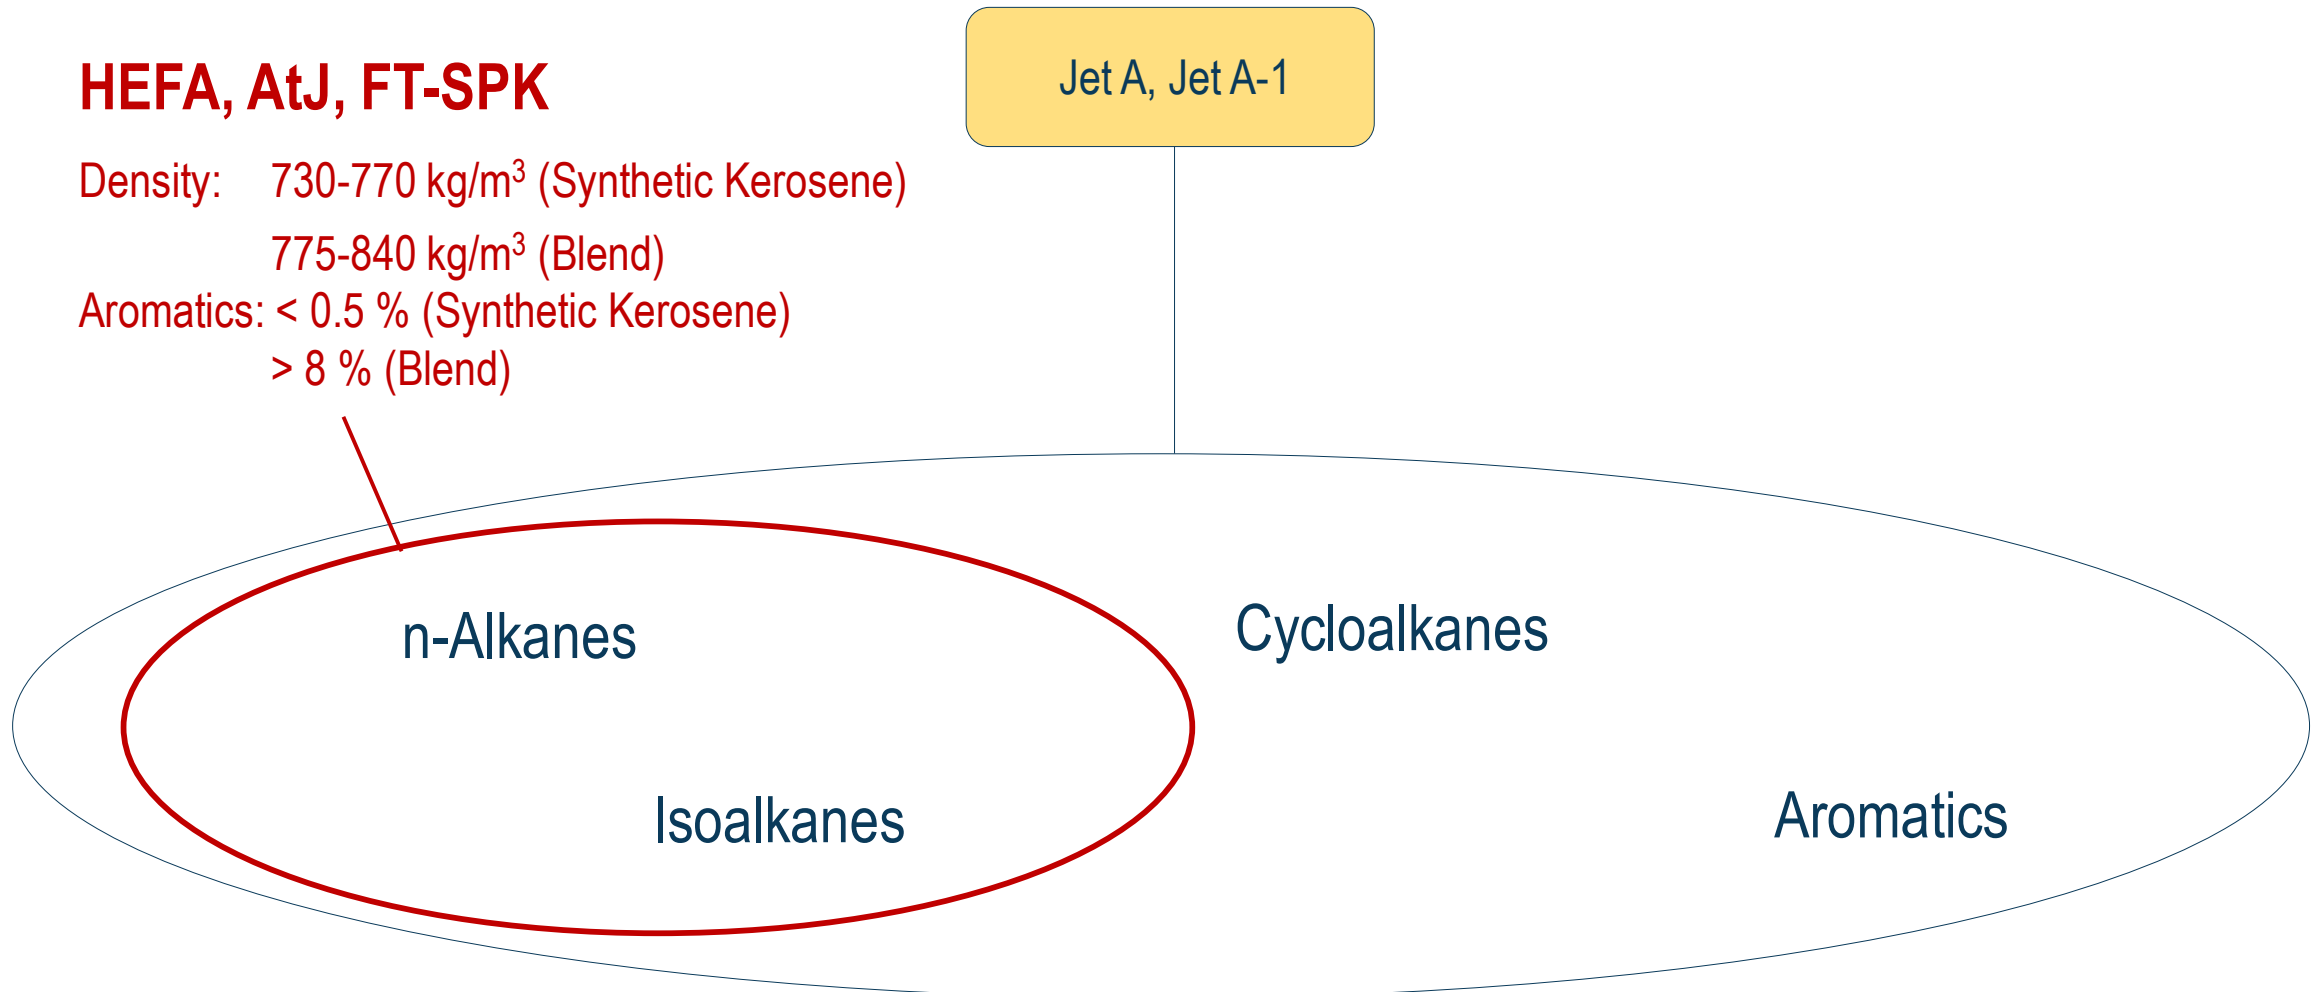 HEFA, AtJ, FT-SPK
Jet A, Jet A-1
Density: 730-770 kg/m³ (Synthetic Kerosene)
775-840 kg/m³ (Blend)
Aromatics: < 0.5 % (Synthetic Kerosene)
> 8 % (Blend)
n-Alkanes
Cycloalkanes
Isoalkanes
Aromatics